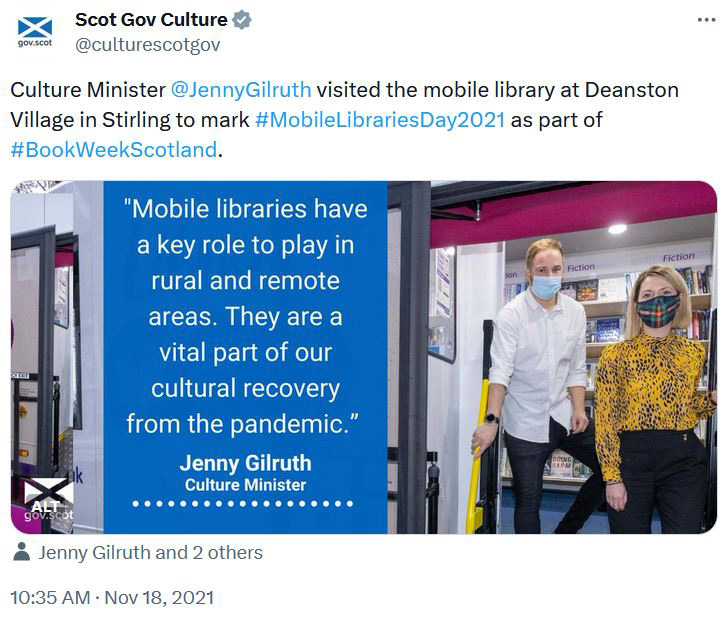 Scot Gov Culture
gov.scot
@culturescotgov
Culture Minister @JennyGilruth visited the mobile library at Deanston
Village in Stirling to mark #MobileLibrariesDay2021 as part of
#BookWeekScotland.
"Mobile libraries have
a key role to play in
rural and remote
areas. They are a
vital part of our
cultural recovery
from the pandemic.”
Jenny Gilruth
Culture Minister
Fiction
Fiction
ALT
gov.scot
Jenny Gilruth and 2 others
10:35 AM · Nov 18, 2021